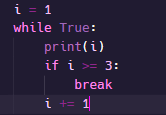 i = 1
while True:
    print(i)
    if i >= 3:
        break
    i += 1